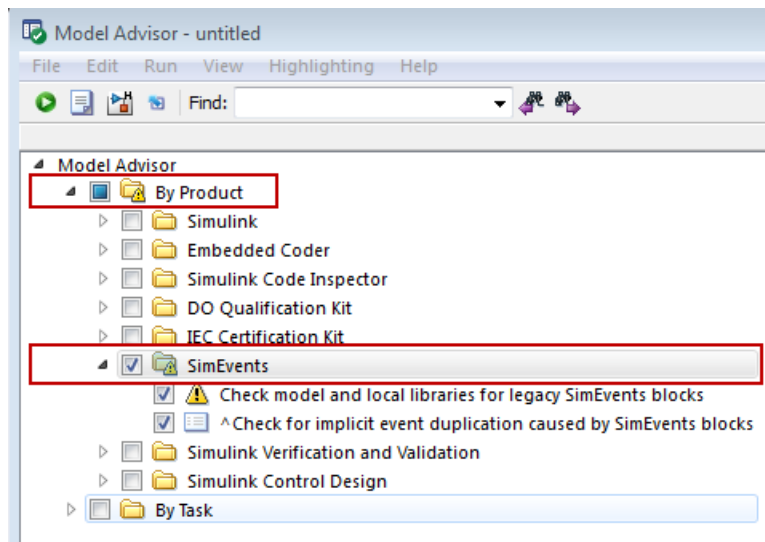 Model Advisor - untitled
File Edit Run View Highlighting Help
Find:
Model Advisor
By Product
Simulink
Embedded Coder
Simulink Code Inspector
DO Qualification Kit
IEC Certification Kit
SimEvents
Check model and local libraries for legacy SimEvents blocks
^Check for implicit event duplication caused by SimEvents blocks
Simulink Verification and Validation
Simulink Control Design
By Task